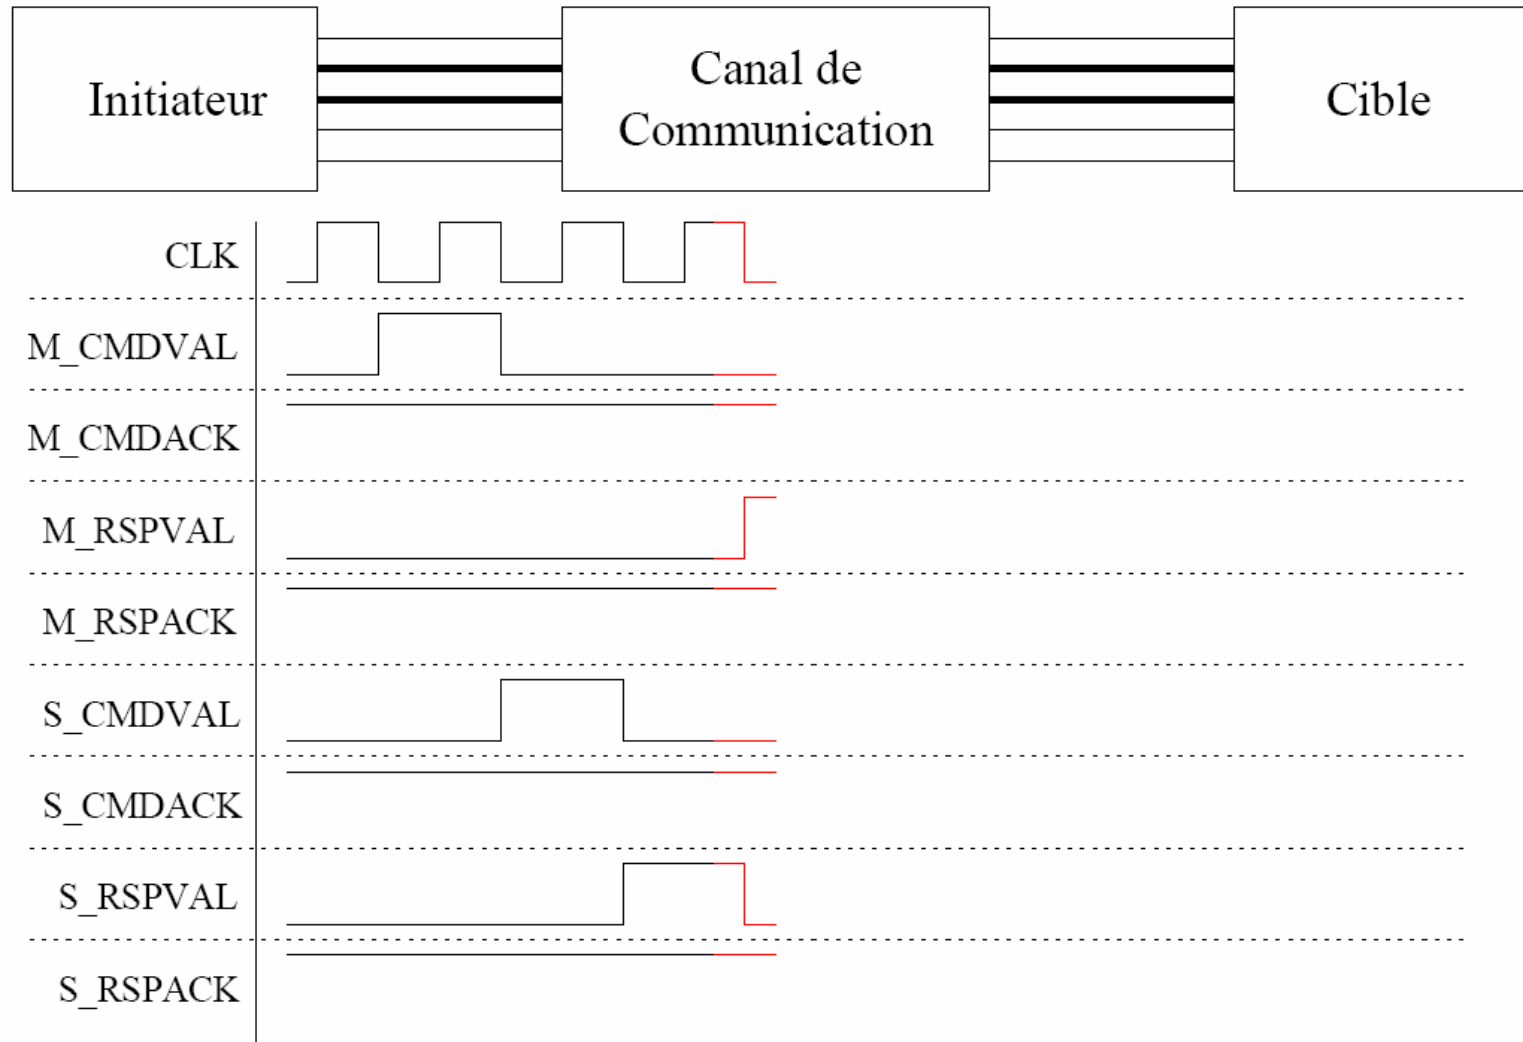 Initiateur
Canal de
Communication
Cible
CLK
M_CMDVAL
M_CMDACK
M_RSPVAL
M_RSPACK
S_CMDVAL
S_CMDACK
S_RSPVAL
S_RSPACK